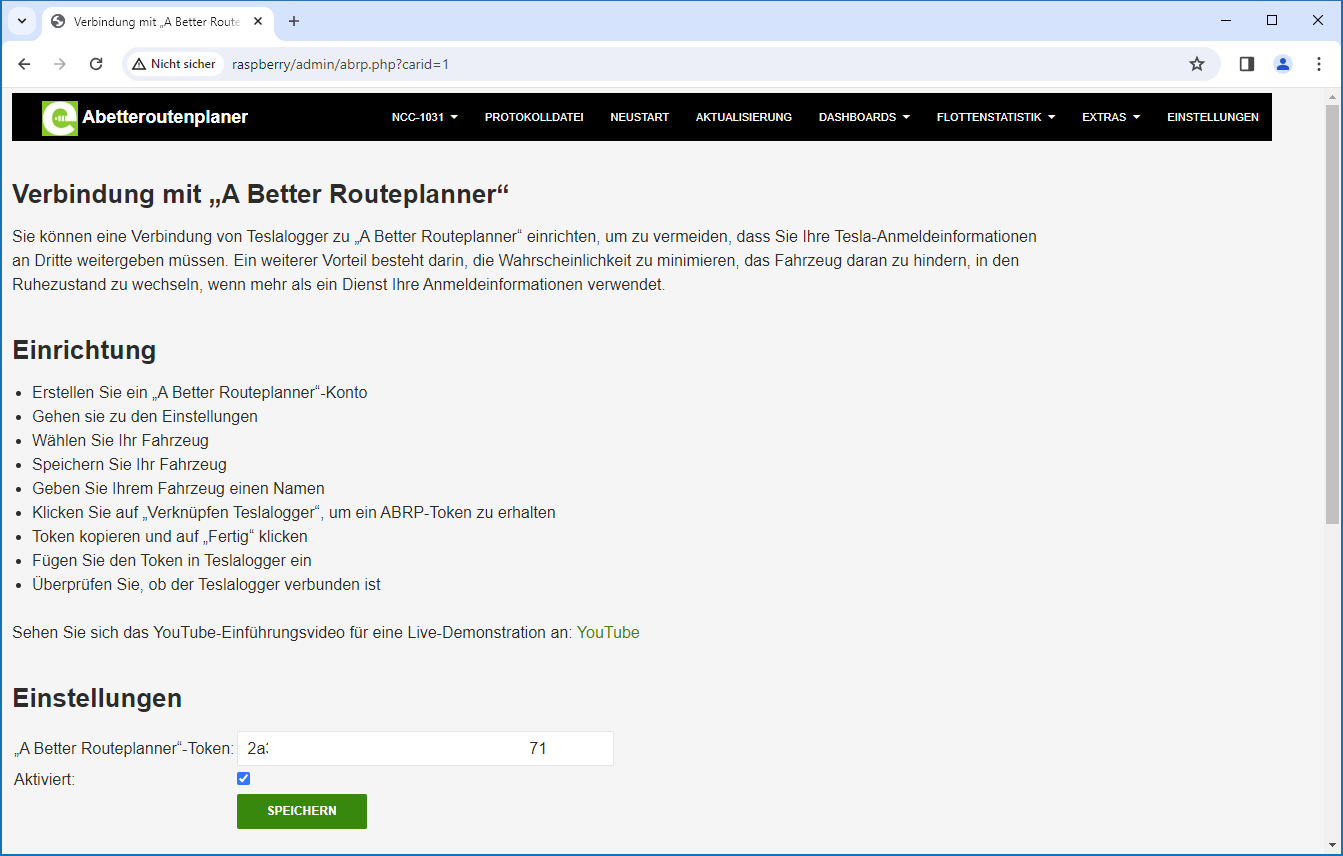 Verbindung mit „A Better Route
Nicht sicher
raspberry/admin/abrp.php?carid=1
Abetteroutenplaner
NCC-1031
PROTOKOLLDATEI
NEUSTART
AKTUALISIERUNG
DASHBOARDS
FLOTTENSTATISTIK
EXTRAS
EINSTELLUNGEN
Verbindung mit „A Better Routeplanner“
Sie können eine Verbindung von Teslalogger zu „A Better Routeplanner“ einrichten, um zu vermeiden, dass Sie Ihre Tesla-Anmeldeinformationen
an Dritte weitergeben müssen. Ein weiterer Vorteil besteht darin, die Wahrscheinlichkeit zu minimieren, das Fahrzeug daran zu hindern, in den
Ruhezustand zu wechseln, wenn mehr als ein Dienst Ihre Anmeldeinformationen verwendet.
Einrichtung
• Erstellen Sie ein „A Better Routeplanner“-Konto
• Gehen sie zu den Einstellungen
• Wählen Sie Ihr Fahrzeug
• Speichern Sie Ihr Fahrzeug
• Geben Sie Ihrem Fahrzeug einen Namen
• Klicken Sie auf „Verknüpfen Teslalogger“, um ein ABRP-Token zu erhalten
• Token kopieren und auf „Fertig“ klicken
• Fügen Sie den Token in Teslalogger ein
• Überprüfen Sie, ob der Teslalogger verbunden ist
Sehen Sie sich das YouTube-Einführungsvideo für eine Live-Demonstration an: YouTube
Einstellungen
„A Better Routeplanner“-Token: 2a 71
Aktiviert:
SPEICHERN